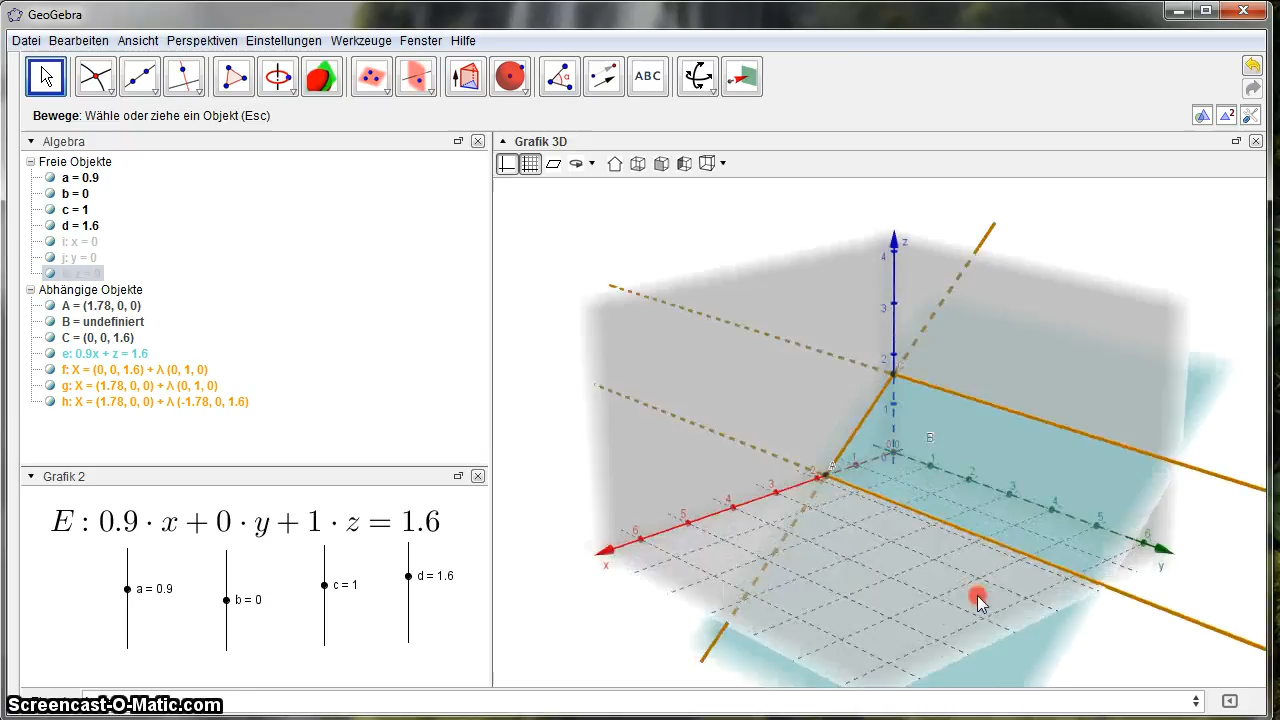 GeoGebra
Datei Bearbeiten Ansicht Perspektiven Einstellungen Werkzeuge Fenster Hilfe
ABC
Bewege: Wähle oder ziehe ein Objekt (Esc)
Algebra
Freie Objekte
a = 0.9
b = 0
c = 1
d = 1.6
i: x = 0
j: y = 0
Abhängige Objekte
A = (1.78, 0, 0)
B = undefiniert
C = (0, 0, 1.6)
e: 0.9x + z = 1.6
f: X = (0, 0, 1.6) + λ (0, 1, 0)
g: X = (1.78, 0, 0) + λ (0, 1, 0)
h: X = (1.78, 0, 0) + λ (-1.78, 0, 1.6)
Grafik 2
E : 0.9 · x + 0 · y + 1 · z = 1.6
a = 0.9
b = 0
c = 1
d = 1.6
Grafik 3D
z
4
3
2
1
B
A
1
2
3
4
5
6
x
1
2
3
4
5
6
y
Screencast-O-Matic.com